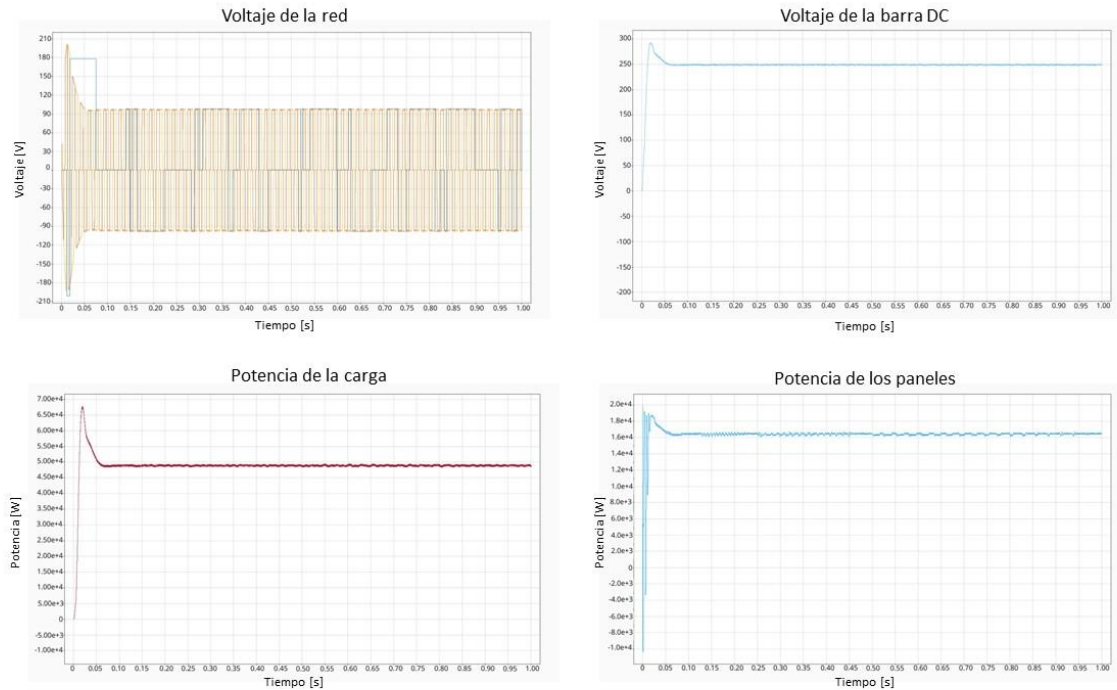 Voltaje de la red
Voltaje [V]
210
180
150
120
90
60
30
0
-30
-60
-90
-120
-150
-180
-210
0 0.05 0.10 0.15 0.20 0.25 0.30 0.35 0.40 0.45 0.50 0.55 0.60 0.65 0.70 0.75 0.80 0.85 0.90 0.95 1.00
Tiempo [s]
Voltaje de la barra DC
Voltaje [V]
300
250
200
150
100
50
0
-50
-100
-150
-200
0 0.05 0.10 0.15 0.20 0.25 0.30 0.35 0.40 0.45 0.50 0.55 0.60 0.65 0.70 0.75 0.80 0.85 0.90 0.95 1.00
Tiempo [s]
Potencia de la carga
Potencia [W]
7.00e+4
6.50e+4
6.00e+4
5.50e+4
5.00e+4
4.50e+4
4.00e+4
3.50e+4
3.00e+4
2.50e+4
2.00e+4
1.50e+4
1.00e+4
5.00e+3
0
-5.00e+3
-1.00e+4
0 0.05 0.10 0.15 0.20 0.25 0.30 0.35 0.40 0.45 0.50 0.55 0.60 0.65 0.70 0.75 0.80 0.85 0.90 0.95 1.00
Tiempo [s]
Potencia de los paneles
Potencia [W]
2.0e+4
1.8e+4
1.6e+4
1.4e+4
1.2e+4
1.0e+4
8.0e+3
6.0e+3
4.0e+3
2.0e+3
0
-2.0e+3
-4.0e+3
-6.0e+3
-8.0e+3
-1.0e+4
0 0.05 0.10 0.15 0.20 0.25 0.30 0.35 0.40 0.45 0.50 0.55 0.60 0.65 0.70 0.75 0.80 0.85 0.90 0.95 1.00
Tiempo [s]